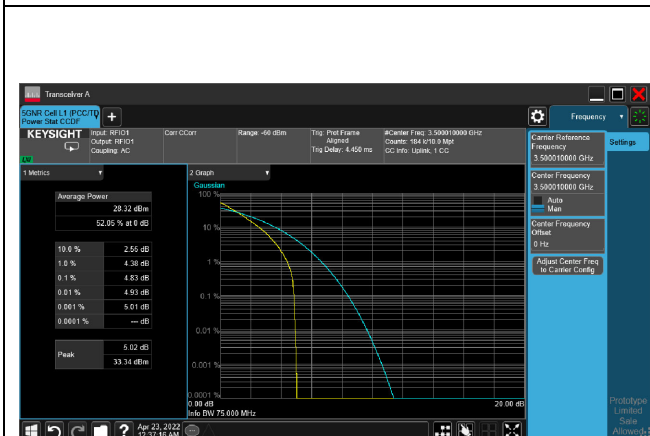 Transceiver A
5GNR Cell L1 (PCC/TD
Power Stat CCDF
Frequency
KEYSIGHT
Input: RFIO1
Output: RFIO1
Coupling: AC
Corr CCorr
Range: -60 dBm
Trig: Prot Frame
Aligned
Trig Delay: 4.450 ms
#Center Freq: 3.500010000 GHz
Counts: 184 k/10.0 Mpt
CC Info: Uplink, 1 CC
Carrier Reference
Frequency
3.500010000 GHz
Settings
1 Metrics
2 Graph
Gaussian
Center Frequency
3.500010000 GHz
Auto
Man
Center Frequency
Offset
0 Hz
Adjust Center Freq
to Carrier Config
Average Power
28.32 dBm
52.05 % at 0 dB
10.0 % 2.55 dB
1.0 % 4.38 dB
0.1 % 4.83 dB
0.01 % 4.93 dB
0.001 % 5.01 dB
0.0001 % --- dB
Peak
5.02 dB
33.34 dBm
100 %
10 %
1 %
0.1 %
0.01 %
0.001 %
0.0001 %
0.00 dB
20.00 dB
Info BW 75.000 MHz
Prototype
Limited
Sale
Allowed
Apr 23, 2022
12:37:16 AM